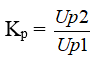 Kp = Up2 / Up1